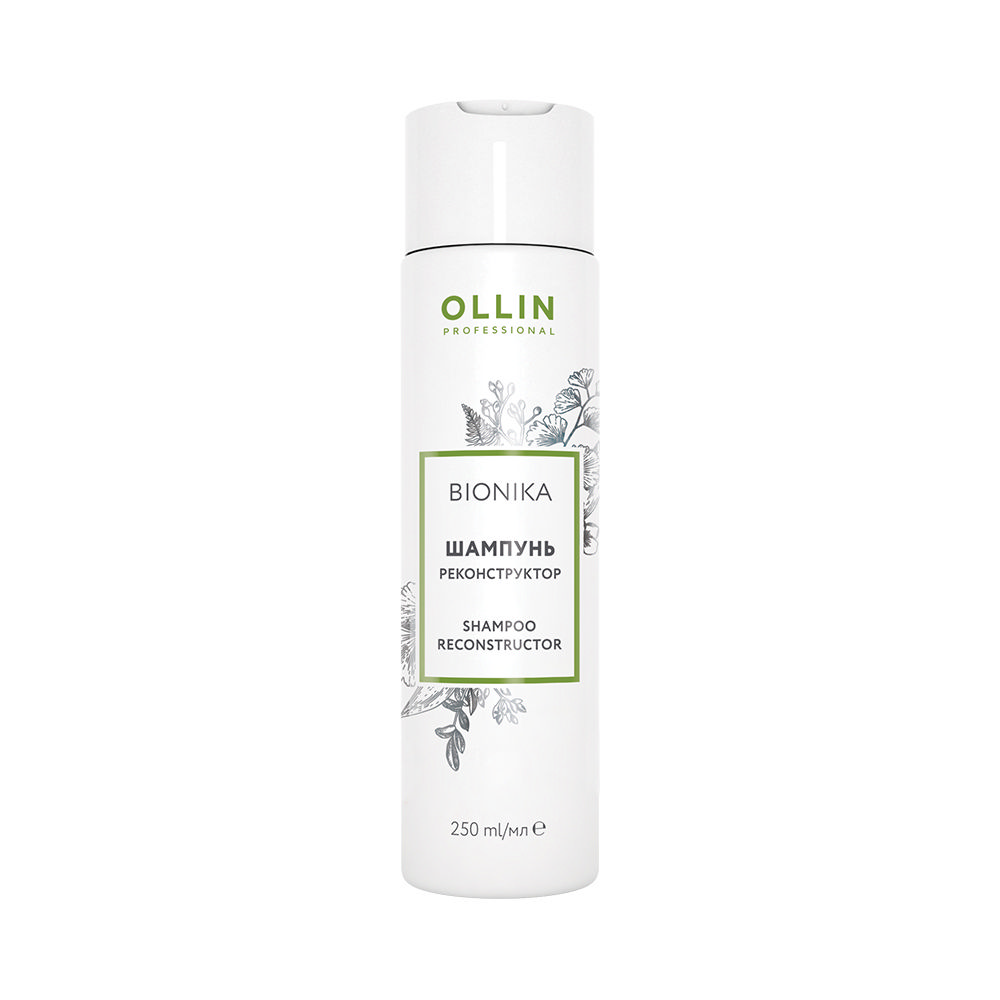 OLLIN
PROFESSIONAL
BIONIKA
ШАМПУНЬ
РЕКОНСТРУКТОР
SHAMPOO
RECONSTRUCTOR
250 ml/мл ℮